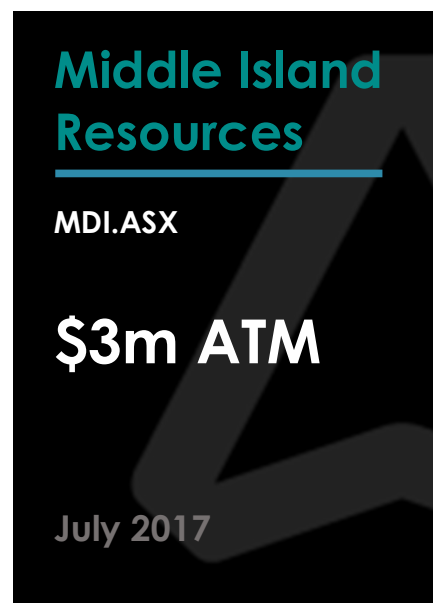 Middle Island
Resources
MDI.ASX
$3m ATM
July 2017